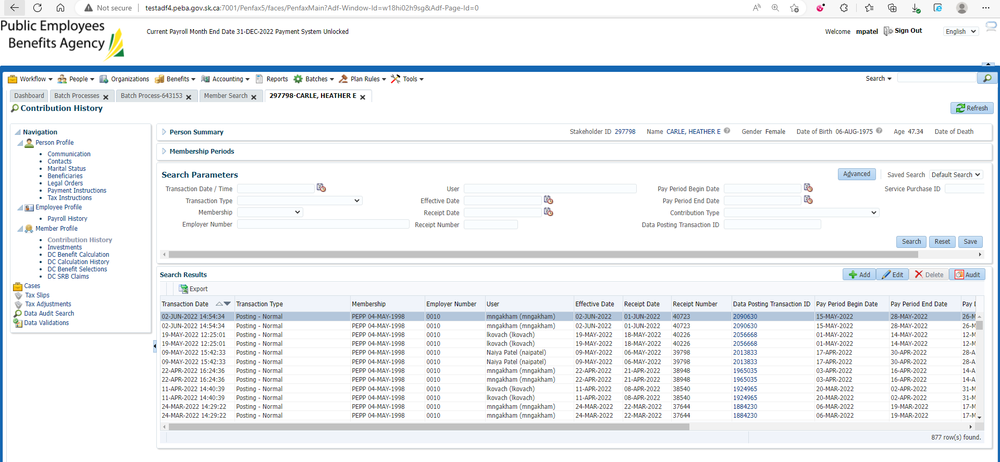 Not secure | testadf4.peba.gov.sk.ca:7001/Penfax5/faces/PenfaxMain?Adf-Window-Id=w18hi02h9sg&Adf-Page-Id=0
Public Employees
Benefits Agency
Current Payroll Month End Date 31-DEC-2022 Payment System Unlocked
Welcome mpatel Sign Out English
Workflow People Organizations Benefits Accounting Reports Batches Plan Rules Tools Search
Dashboard Batch Processes Batch Process-643153 Member Search 297798-CARLE, HEATHER E
Contribution History
Refresh
Navigation
Person Profile
Communication
Contacts
Marital Status
Beneficiaries
Legal Orders
Payment Instructions
Tax Instructions
Employee Profile
Payroll History
Member Profile
Contribution History
Investments
DC Benefit Calculation
DC Calculation History
DC Benefit Selections
DC SRB Claims
Cases
Tax Slips
Tax Adjustments
Data Audit Search
Data Validations
Person Summary Stakeholder ID 297798 Name CARLE, HEATHER E Gender Female Date of Birth 06-AUG-1975 Age 47.34 Date of Death
Membership Periods
Search Parameters Advanced Saved Search Default Search
Transaction Date / Time User Pay Period Begin Date Service Purchase ID
Transaction Type Effective Date Pay Period End Date
Membership Receipt Date Contribution Type
Employer Number Receipt Number Data Posting Transaction ID
Search Reset Save
Search Results Add Edit Delete Audit
Export
Transaction Date Transaction Type Membership Employer Number User Effective Date Receipt Date Receipt Number Data Posting Transaction ID Pay Period Begin Date Pay Period End Date Pay
02-JUN-2022 14:54:34 Posting - Normal PEPP 04-MAY-1998 0010 mngakham (mngakham) 02-JUN-2022 01-JUN-2022 40723 2090630 15-MAY-2022 28-MAY-2022 26-M
02-JUN-2022 14:54:34 Posting - Normal PEPP 04-MAY-1998 0010 mngakham (mngakham) 02-JUN-2022 01-JUN-2022 40723 2090630 15-MAY-2022 28-MAY-2022 26-M
19-MAY-2022 12:25:01 Posting - Normal PEPP 04-MAY-1998 0010 lkovach (lkovach) 19-MAY-2022 18-MAY-2022 40226 2056668 01-MAY-2022 14-MAY-2022 12-M
19-MAY-2022 12:25:01 Posting - Normal PEPP 04-MAY-1998 0010 lkovach (lkovach) 19-MAY-2022 18-MAY-2022 40226 2056668 01-MAY-2022 14-MAY-2022 12-M
09-MAY-2022 15:42:33 Posting - Normal PEPP 04-MAY-1998 0010 Naiya Patel (naipatel) 09-MAY-2022 06-MAY-2022 39798 2013833 17-APR-2022 30-APR-2022 28-A
09-MAY-2022 15:42:33 Posting - Normal PEPP 04-MAY-1998 0010 Naiya Patel (naipatel) 09-MAY-2022 06-MAY-2022 39798 2013833 17-APR-2022 30-APR-2022 28-A
22-APR-2022 16:24:36 Posting - Normal PEPP 04-MAY-1998 0010 mngakham (mngakham) 22-APR-2022 21-APR-2022 38948 1965035 03-APR-2022 16-APR-2022 14-A
22-APR-2022 16:24:36 Posting - Normal PEPP 04-MAY-1998 0010 mngakham (mngakham) 22-APR-2022 21-APR-2022 38948 1965035 03-APR-2022 16-APR-2022 14-A
11-APR-2022 14:40:39 Posting - Normal PEPP 04-MAY-1998 0010 lkovach (lkovach) 11-APR-2022 08-APR-2022 38540 1924965 20-MAR-2022 02-APR-2022 31-M
11-APR-2022 14:40:39 Posting - Normal PEPP 04-MAY-1998 0010 lkovach (lkovach) 11-APR-2022 08-APR-2022 38540 1924965 20-MAR-2022 02-APR-2022 31-M
24-MAR-2022 14:29:22 Posting - Normal PEPP 04-MAY-1998 0010 mngakham (mngakham) 24-MAR-2022 22-MAR-2022 37644 1884230 06-MAR-2022 19-MAR-2022 17-M
24-MAR-2022 14:29:22 Posting - Normal PEPP 04-MAY-1998 0010 mngakham (mngakham) 24-MAR-2022 22-MAR-2022 37644 1884230 06-MAR-2022 19-MAR-2022 17-M
877 row(s) found.